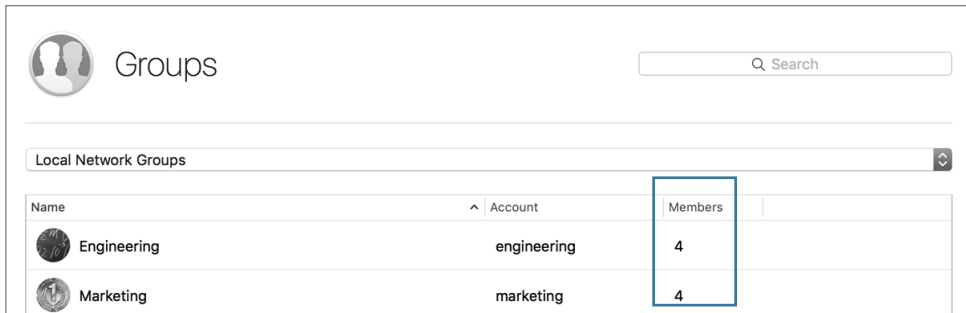 Groups
Search
Local Network Groups
Name Account Members
Engineering engineering 4
Marketing marketing 4